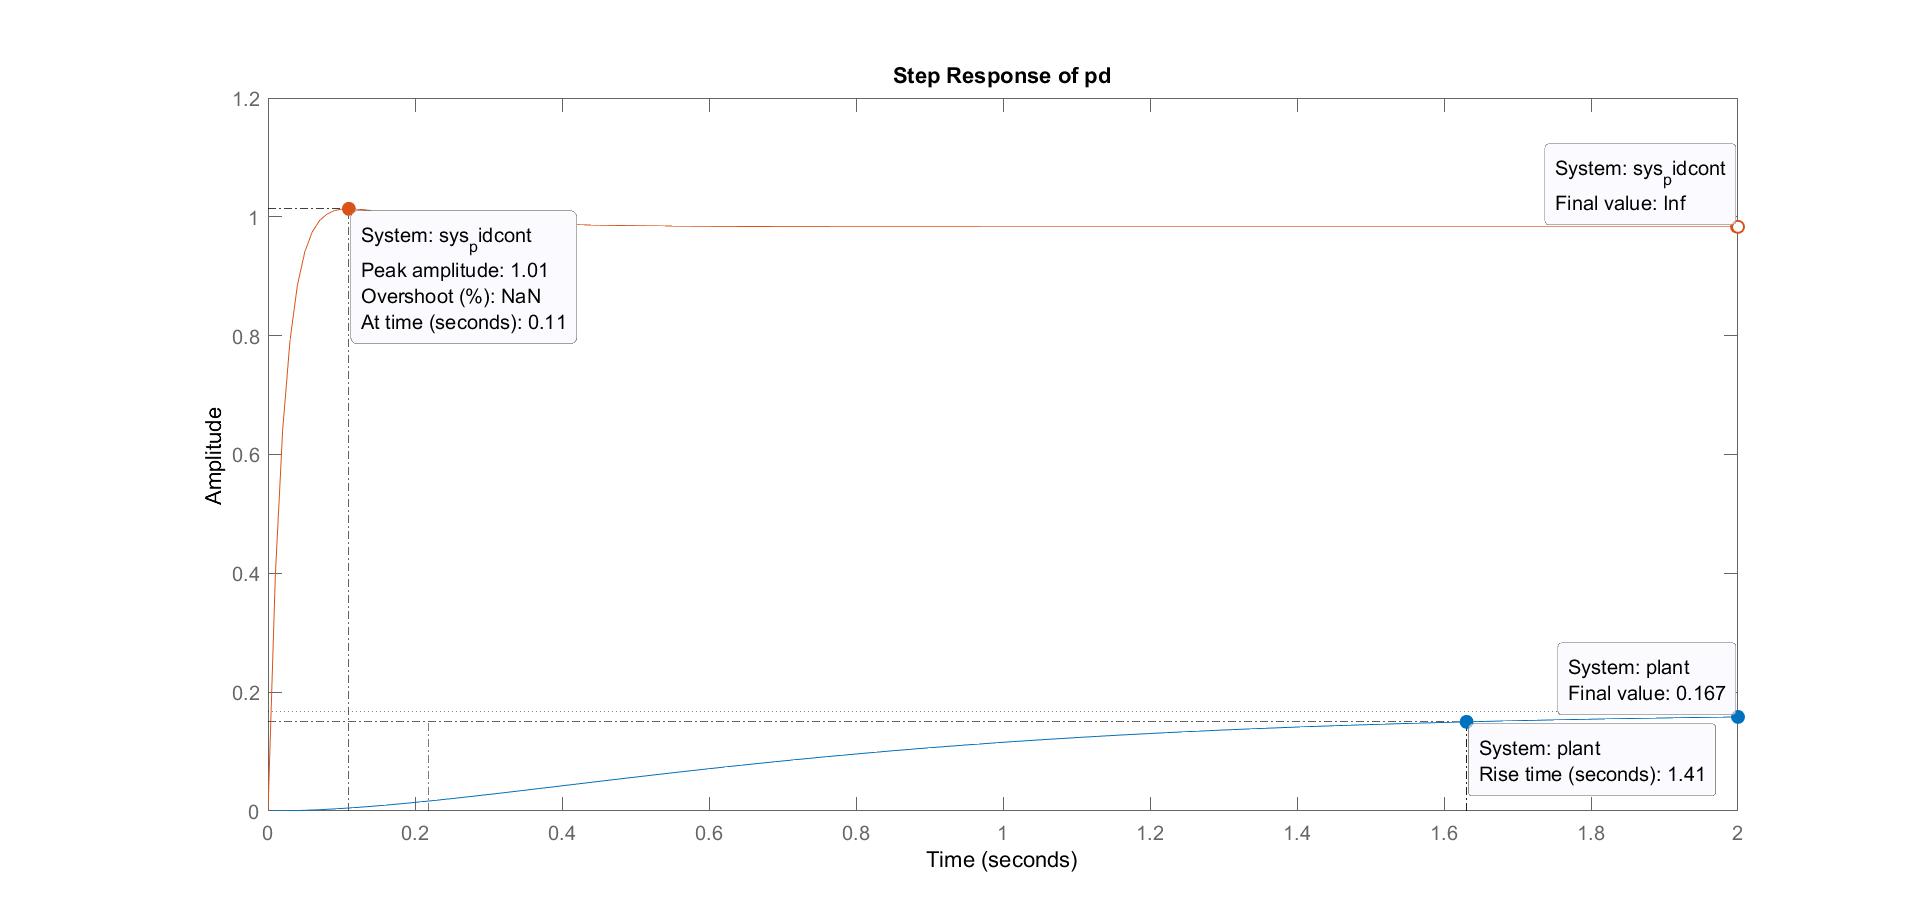 Step Response of pd
1.2
1
0.8
0.6
0.4
0.2
0
Amplitude
System: sys_pidcont
Final value: Inf
System: sys_pidcont
Peak amplitude: 1.01
Overshoot (%): NaN
At time (seconds): 0.11
System: plant
Final value: 0.167
System: plant
Rise time (seconds): 1.41
0 0.2 0.4 0.6 0.8 1 1.2 1.4 1.6 1.8 2
Time (seconds)